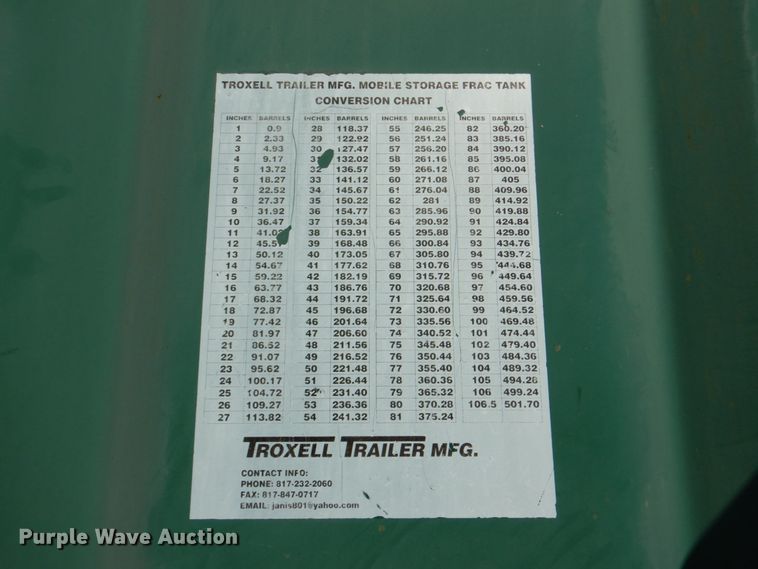 TROXELL TRAILER MFG. MOBILE STORAGE FRAC TANK
CONVERSION CHART
INCHES BARRELS INCHES BARRELS INCHES BARRELS INCHES BARRELS
1 0.9 28 118.37 55 246.25 82 360.20
2 2.33 29 122.92 56 251.24 83 385.16
3 4.93 30 127.47 57 256.20 84 390.12
4 9.17 31 132.02 58 261.16 85 395.08
5 13.72 32 136.57 59 266.12 86 400.04
6 18.27 33 141.12 60 271.08 87 405
7 22.52 34 145.67 61 276.04 88 409.96
8 27.37 35 150.22 62 281 89 414.92
9 31.92 36 154.77 63 285.96 90 419.88
10 36.47 37 159.34 64 290.92 91 424.84
11 38 163.91 65 295.88 92 429.80
12 39 168.48 66 300.84 93 434.76
13 50.12 40 173.05 67 305.80 94 439.72
14 54.67 41 177.62 68 310.76 95 444.68
15 59.22 42 182.19 69 315.72 96 449.64
16 63.77 43 186.76 70 320.68 97 454.60
17 68.32 44 191.72 71 325.64 98 459.56
18 72.87 45 196.68 72 330.60 99 464.52
19 77.42 46 201.64 73 335.56 100 469.48
20 81.97 47 206.60 74 340.52 101 474.44
21 86.52 48 211.56 75 345.48 102 479.40
22 91.07 49 216.52 76 350.44 103 484.36
23 95.62 50 221.48 77 355.40 104 489.32
24 100.17 51 226.44 78 360.36 105 494.28
25 104.72 52 231.40 79 365.32 106 499.24
26 109.27 53 236.36 80 370.28 106.5 501.70
27 113.82 54 241.32 81 375.24
TROXELL TRAILER MFG.
CONTACT INFO:
PHONE: 817-232-2060
FAX: 817-847-0717
EMAIL: janis801@yahoo.com
Purple Wave Auction